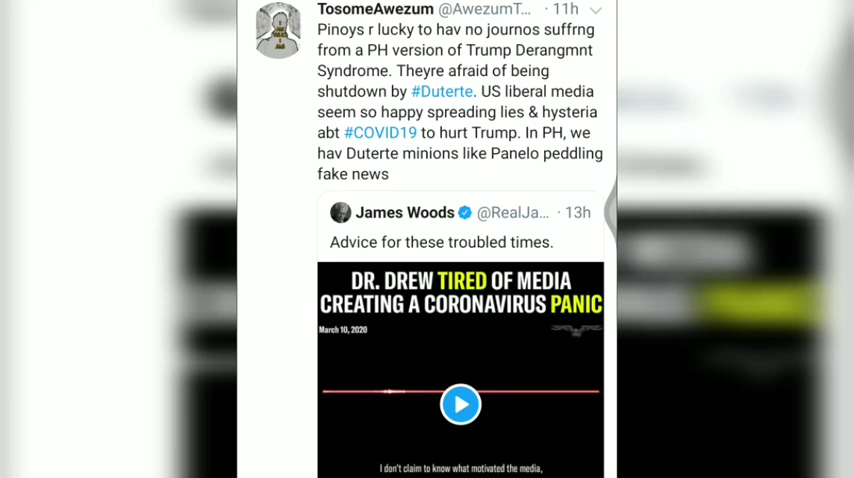 TosomeAwezum @AwezumT... · 11h
Pinoys r lucky to hav no journos suffrng
from a PH version of Trump Derangmnt
Syndrome. Theyre afraid of being
shutdown by #Duterte. US liberal media
seem so happy spreading lies & hysteria
abt #COVID19 to hurt Trump. In PH, we
hav Duterte minions like Panelo peddling
fake news
James Woods @RealJa... · 13h
Advice for these troubled times.
DR. DREW TIRED OF MEDIA
CREATING A CORONAVIRUS PANIC
March 10, 2020
I don't claim to know what motivated the media,